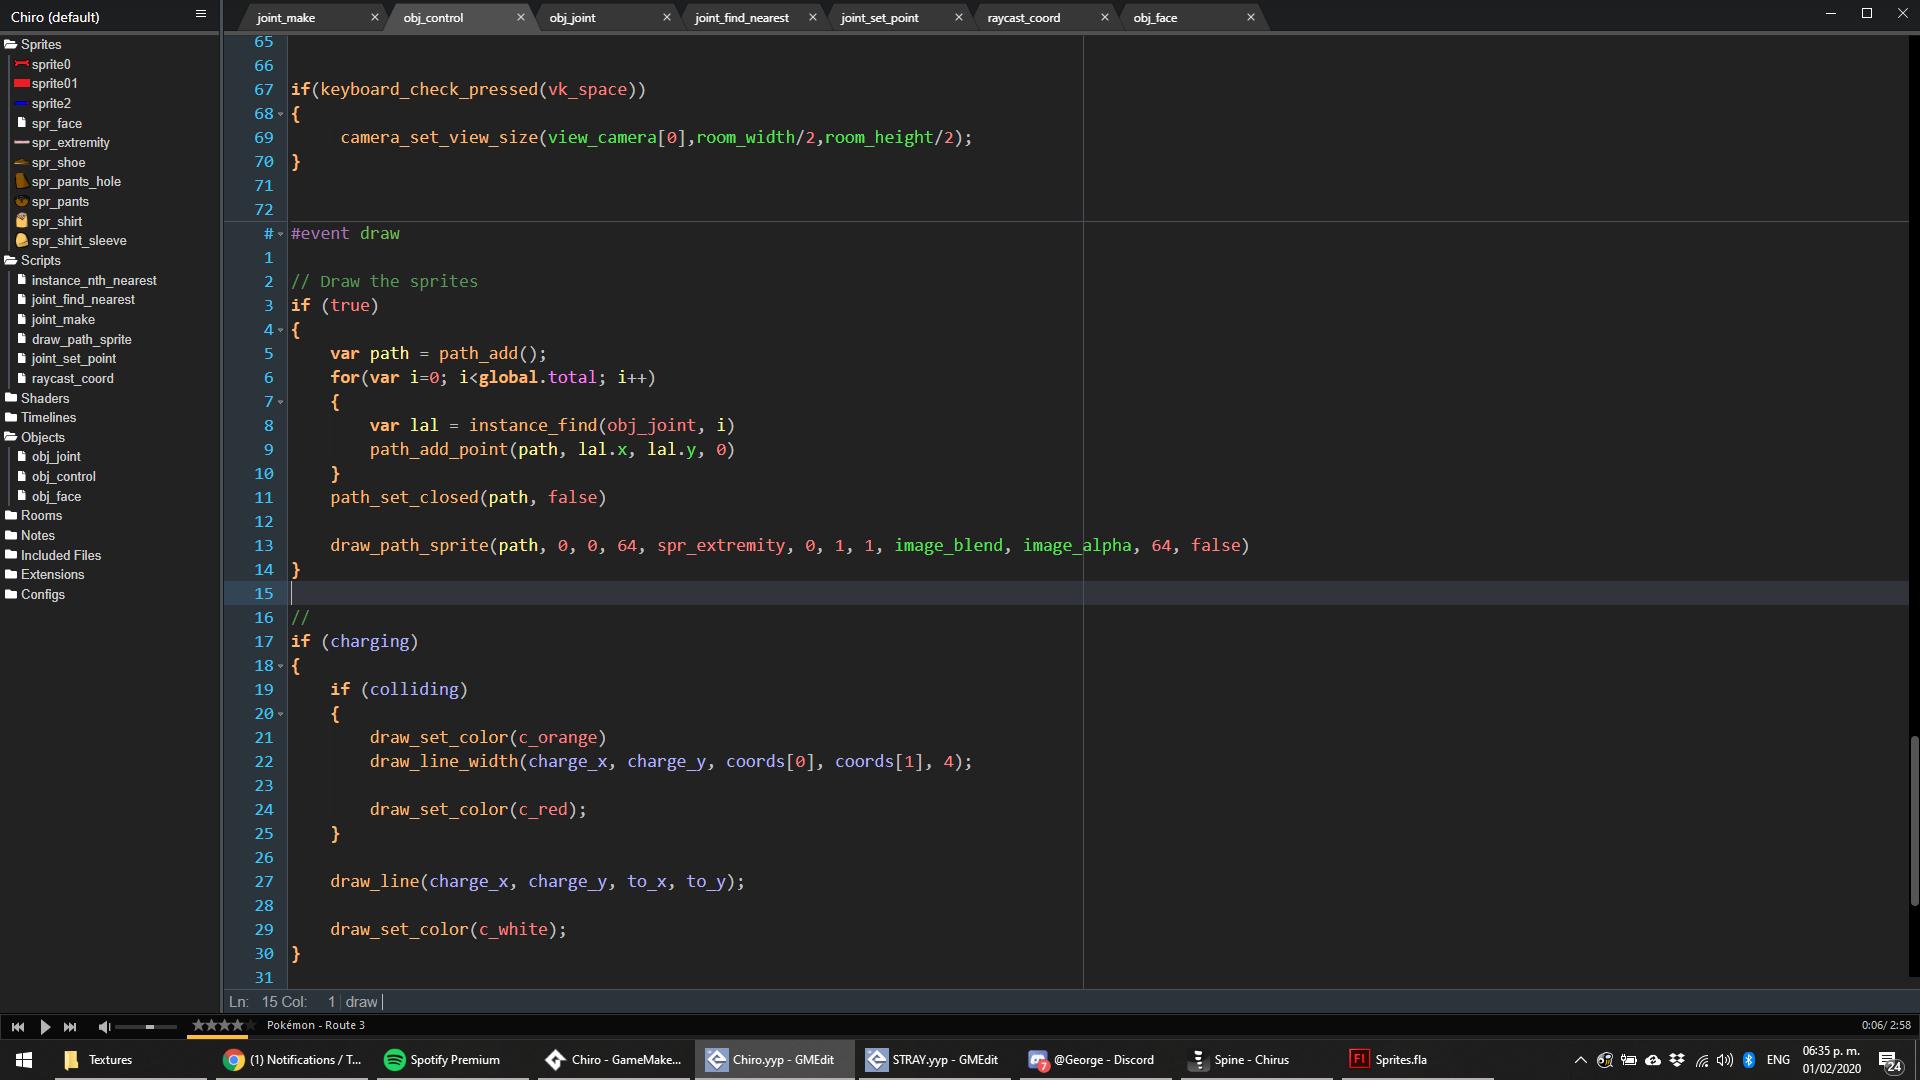 Chiro (default)
joint_make
obj_control
obj_joint
joint_find_nearest
joint_set_point
raycast_coord
obj_face
Sprites
sprite0
sprite01
sprite2
spr_face
spr_extremity
spr_shoe
spr_pants_hole
spr_pants
spr_shirt
spr_shirt_sleeve
Scripts
instance_nth_nearest
joint_find_nearest
joint_make
draw_path_sprite
joint_set_point
raycast_coord
Shaders
Timelines
Objects
obj_joint
obj_control
obj_face
Rooms
Notes
Included Files
Extensions
Configs
65
66
67 if(keyboard_check_pressed(vk_space))
68 {
69 camera_set_view_size(view_camera[0],room_width/2,room_height/2);
70 }
71
72
# #event draw
1
2 // Draw the sprites
3 if (true)
4 {
5 var path = path_add();
6 for(var i=0; i<global.total; i++)
7 {
8 var lal = instance_find(obj_joint, i)
9 path_add_point(path, lal.x, lal.y, 0)
10 }
11 path_set_closed(path, false)
12
13 draw_path_sprite(path, 0, 0, 64, spr_extremity, 0, 1, 1, image_blend, image_alpha, 64, false)
14 }
15
16 //
17 if (charging)
18 {
19 if (colliding)
20 {
21 draw_set_color(c_orange)
22 draw_line_width(charge_x, charge_y, coords[0], coords[1], 4);
23
24 draw_set_color(c_red);
25 }
26
27 draw_line(charge_x, charge_y, to_x, to_y);
28
29 draw_set_color(c_white);
30 }
31
Ln: 15 Col: 1 draw
Pokémon - Route 3
0:06/ 2:58
Textures
(1) Notifications / T...
Spotify Premium
Chiro - GameMake...
Chiro.yyp - GMEdit
STRAY.yyp - GMEdit
7
@George - Discord
Spine - Chirus
Fl
Sprites.fla
ENG
06:35 p. m.
01/02/2020
24